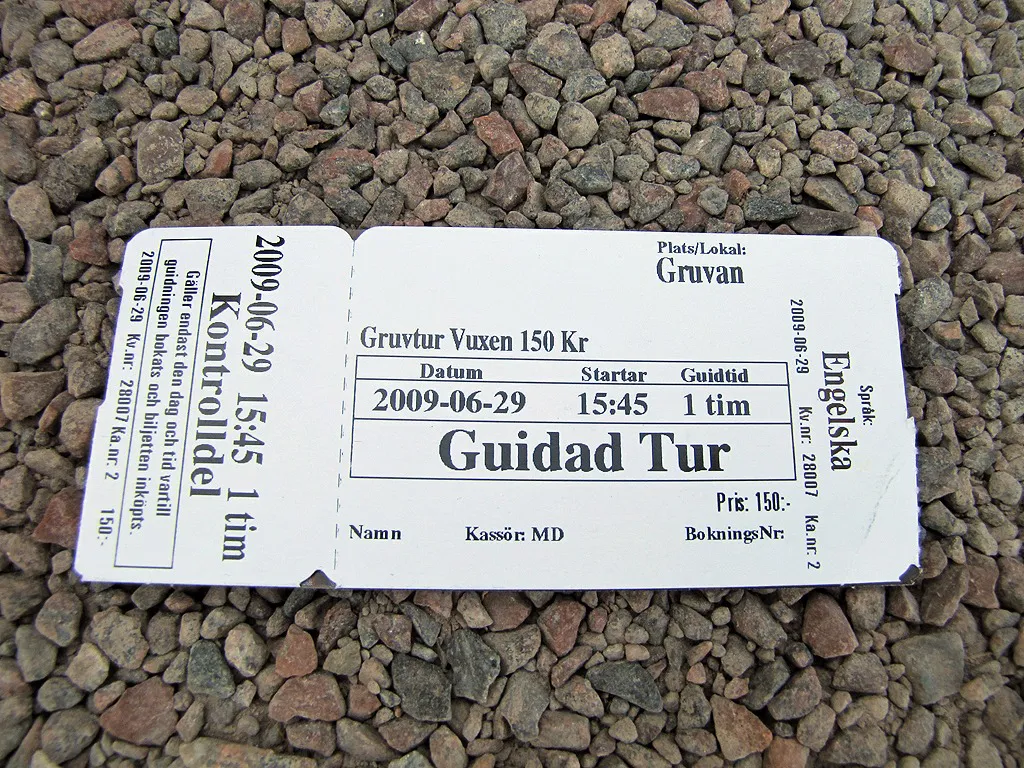 2009-06-29 15:45 1 tim
Kontrolldel
Gäller endast den dag och tid vartill
guidningen bokats och biljetten inköpts.
2009-06-29 Kv.nr: 28007 Ka.nr: 2 150:-
Plats/Lokal:
Gruvan
Gruvtur Vuxen 150 Kr
Datum Startar Guidtid
2009-06-29 15:45 1 tim
Guidad Tur
Pris: 150:-
Namn Kassör: MD BokningsNr:
Språk:
Engelska
2009-06-29 Kv.nr: 28007 Ka.nr: 2